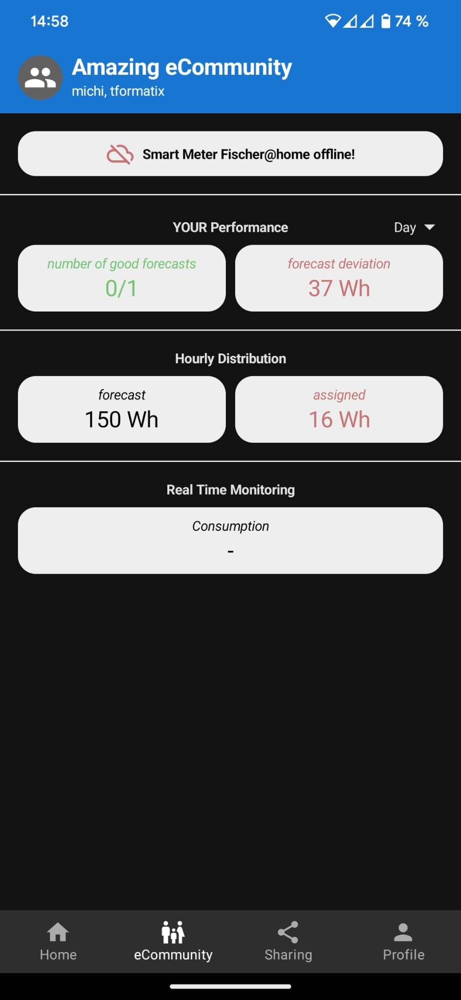 14:58
74 %
Amazing eCommunity
michi, tformatix
Smart Meter Fischer@home offline!
YOUR Performance
Day
number of good forecasts
0/1
forecast deviation
37 Wh
Hourly Distribution
forecast
150 Wh
assigned
16 Wh
Real Time Monitoring
Consumption
-
Home
eCommunity
Sharing
Profile